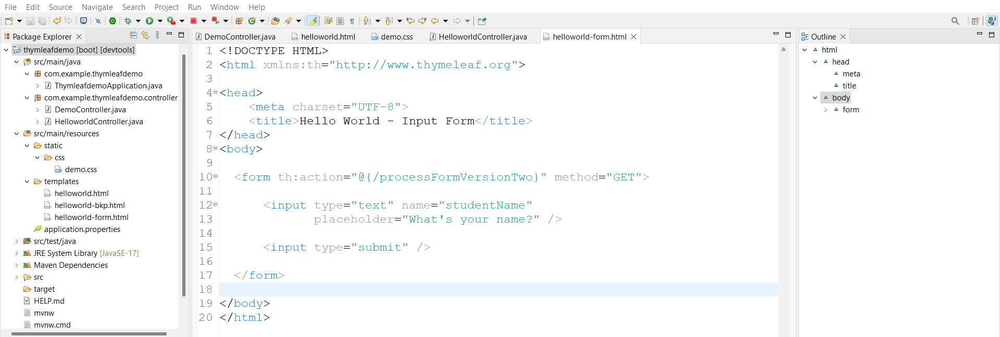 File Edit Source Navigate Search Project Run Window Help
Package Explorer
thymleafdemo [boot] [devtools]
src/main/java
com.example.thymleafdemo
ThymleafdemoApplication.java
com.example.thymleafdemo.controller
DemoController.java
HelloworldController.java
src/main/resources
static
css
demo.css
templates
helloworld.html
helloworld-bkp.html
helloworld-form.html
application.properties
src/test/java
JRE System Library [JavaSE-17]
Maven Dependencies
src
target
HELP.md
mvnw
mvnw.cmd
DemoController.java helloworld.html demo.css HelloworldController.java helloworld-form.html
1 <!DOCTYPE HTML>
2 <html xmlns:th="http://www.thymeleaf.org">
3
4 <head>
5     <meta charset="UTF-8">
6     <title>Hello World - Input Form</title>
7 </head>
8 <body>
9
10   <form th:action="@{/processFormVersionTwo}" method="GET">
11
12       <input type="text" name="studentName"
13              placeholder="What's your name?" />
14
15       <input type="submit" />
16
17   </form>
18
19 </body>
20 </html>
Outline
html
head
meta
title
body
form